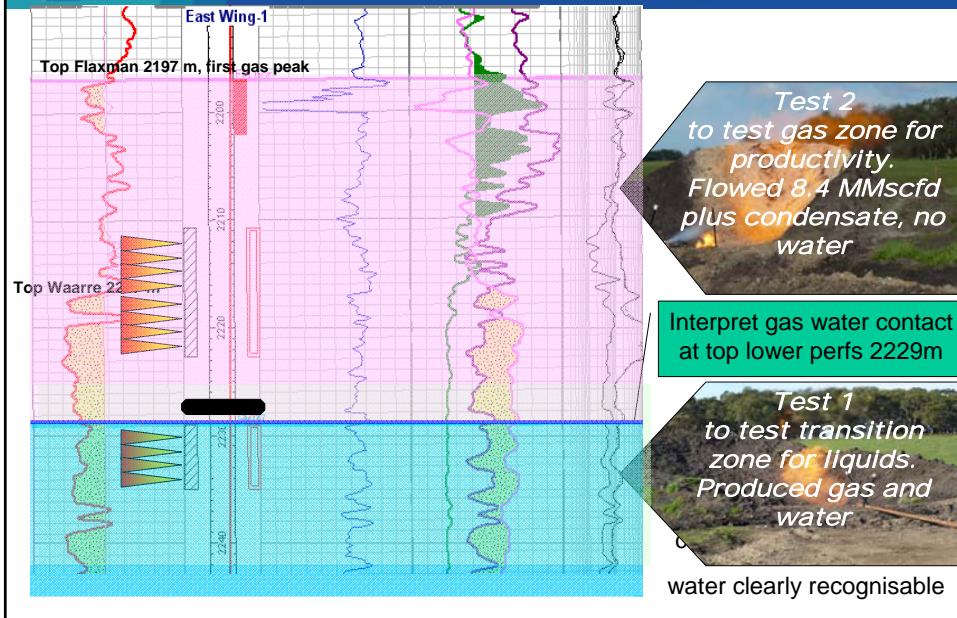 East Wing-1
Top Flaxman 2197 m, first gas peak
2200
Test 2
to test gas zone for
productivity.
Flowed 8.4 MMscfd
plus condensate, no
water
2210
Top Waarre
2220
Interpret gas water contact
at top lower perfs 2229m
2230
Test 1
to test transition
zone for liquids.
Produced gas and
water
2240
water clearly recognisable